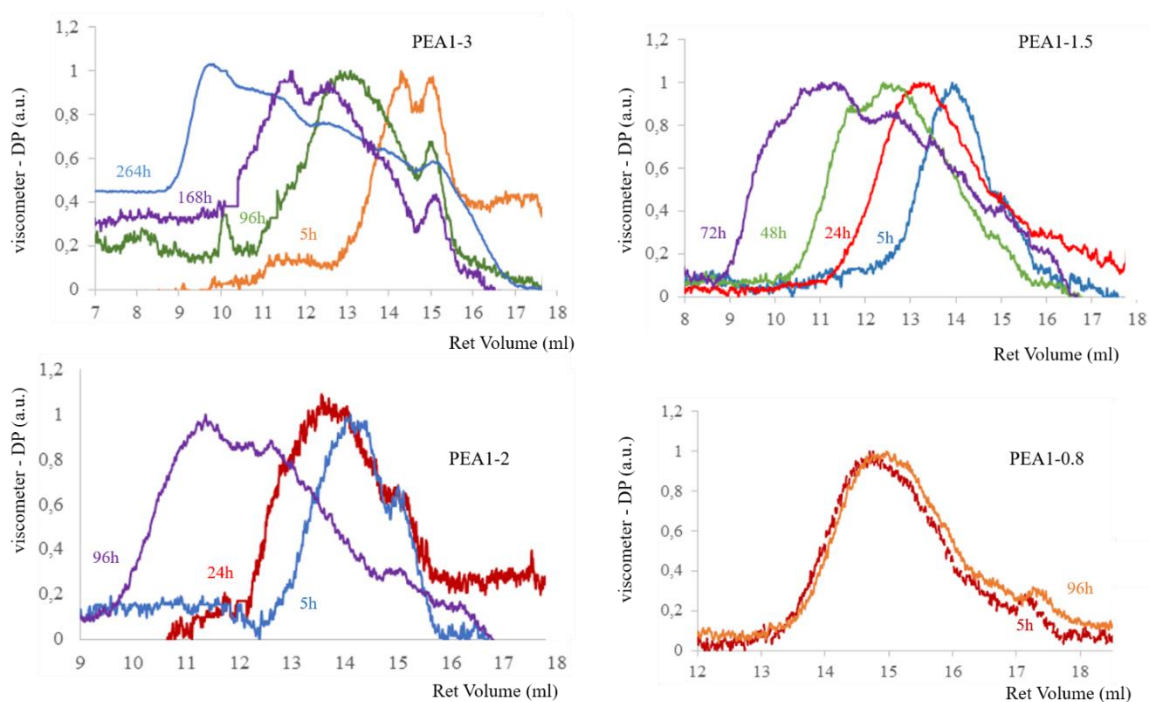 PEA1-3
viscometer - DP (a.u.)
1,2
1
0,8
0,6
0,4
0,2
0
264h
168h
96h
5h
7 8 9 10 11 12 13 14 15 16 17 18
Ret Volume (ml)
PEA1-1.5
viscometer - DP (a.u.)
1,2
1
0,8
0,6
0,4
0,2
0
72h
48h
24h
5h
8 9 10 11 12 13 14 15 16 17 18
Ret Volume (ml)
PEA1-2
viscometer - DP (a.u.)
1,2
1
0,8
0,6
0,4
0,2
0
96h
24h
5h
9 10 11 12 13 14 15 16 17
Ret Volume (ml)
PEA1-0.8
viscometer - DP (a.u.)
1,2
1
0,8
0,6
0,4
0,2
0
96h
5h
12 13 14 15 16 17 18
Ret Volume (ml)